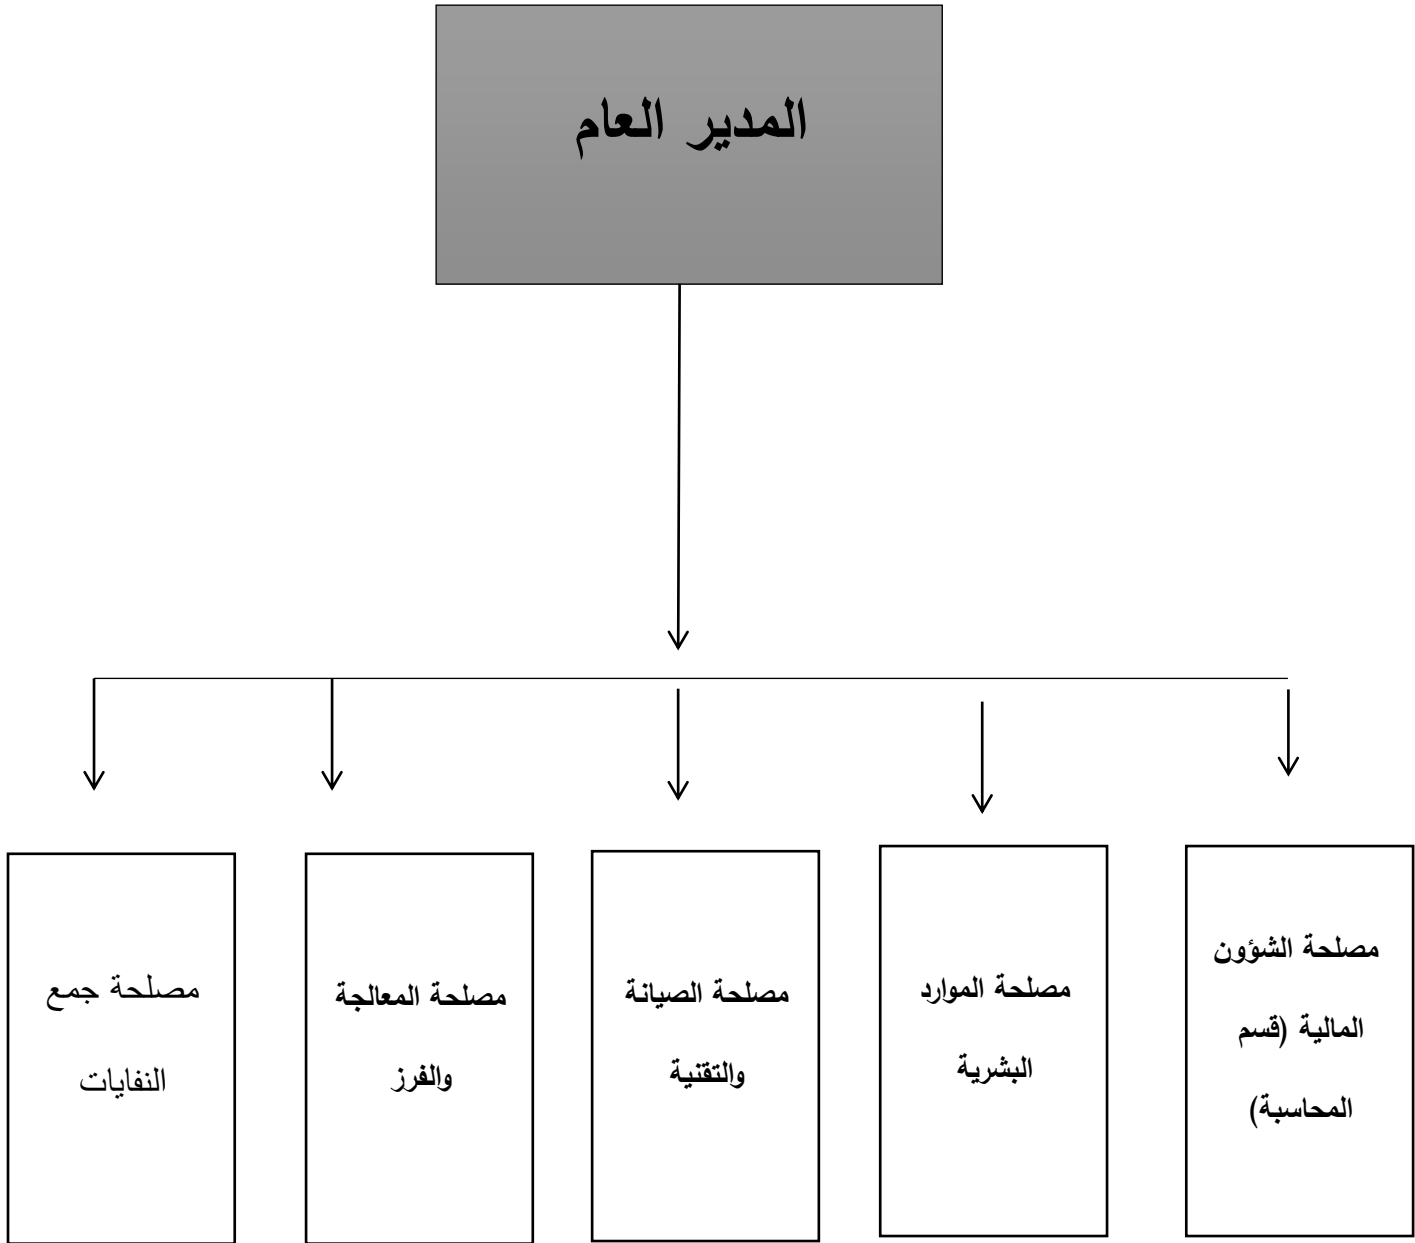 المدير العام
مصلحة الشؤون
المالية (قسم
المحاسبة)
مصلحة الموارد
البشرية
مصلحة الصيانة
والتقنية
مصلحة المعالجة
والفرز
مصلحة جمع
النفايات